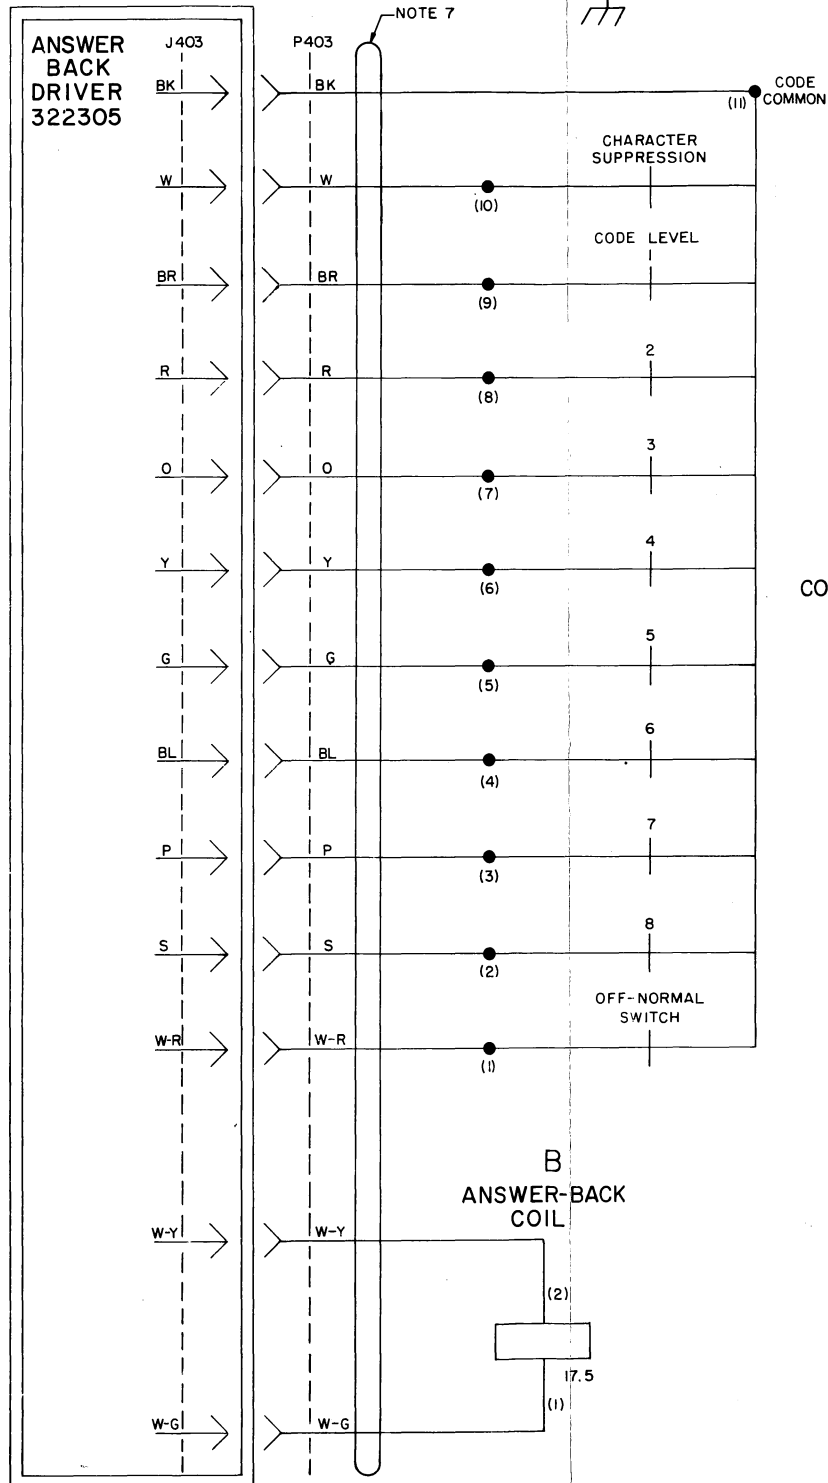 NOTE 7
ANSWER
BACK
DRIVER
322305
J403
P403
BK
BK
(11)
CODE
COMMON
CHARACTER
SUPPRESSION
W
W
(10)
CODE LEVEL
1
BR
BR
(9)
2
R
R
(8)
3
O
O
(7)
4
Y
Y
(6)
CO
5
G
G
(5)
6
BL
BL
(4)
7
P
P
(3)
8
S
S
(2)
OFF-NORMAL
SWITCH
W-R
W-R
(1)
B
ANSWER-BACK
COIL
W-Y
W-Y
(2)
17.5
(1)
W-G
W-G